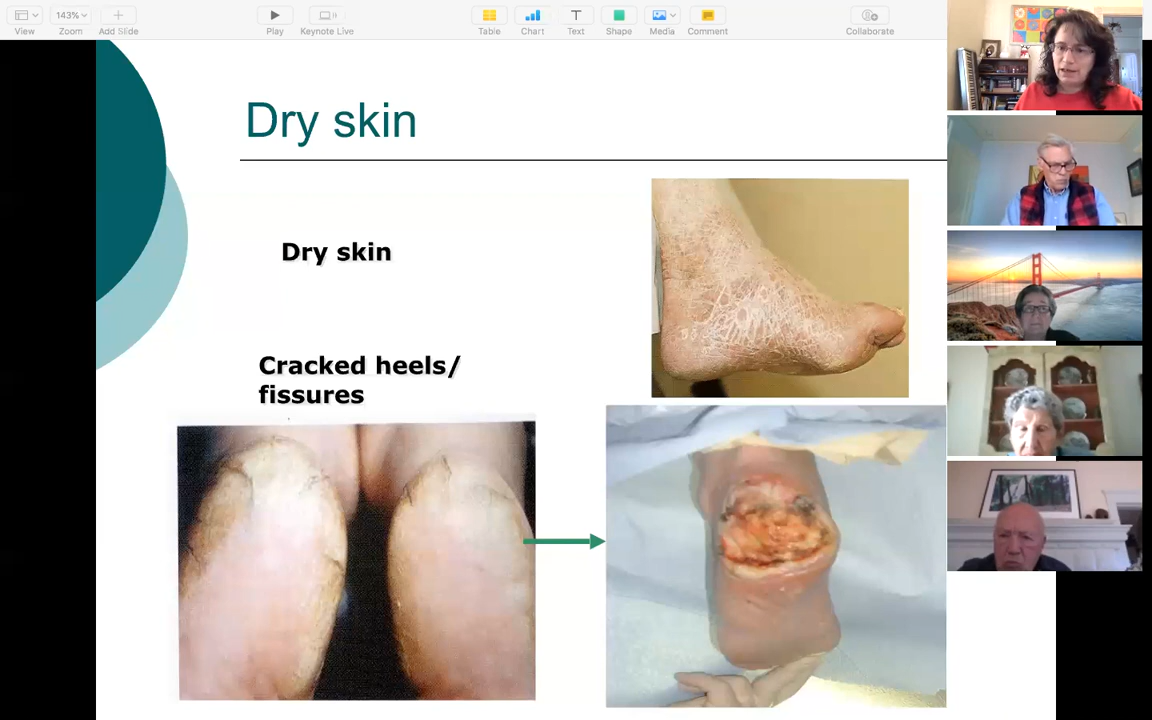 143%
View
Zoom
Add Slide
Play
Keynote Live
Table
Chart
Text
Shape
Media
Comment
Collaborate
Dry skin
Dry skin
Cracked heels/
fissures